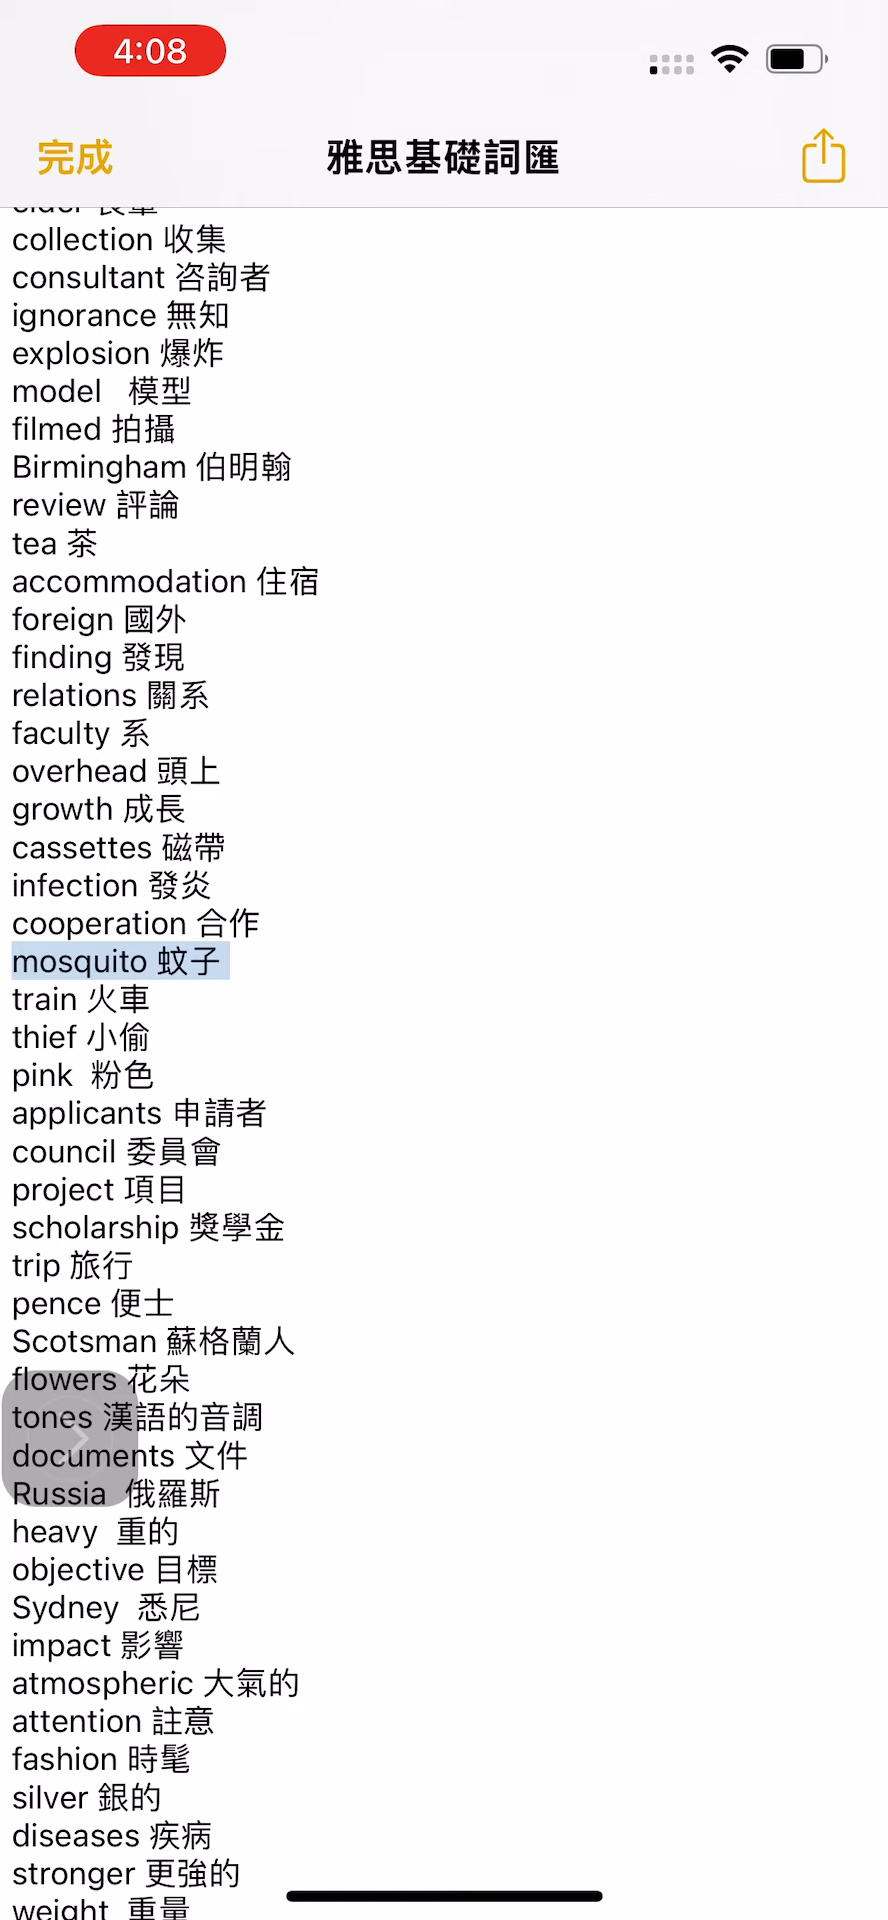 4:08
完成
雅思基礎詞匯
elder 長輩
collection 收集
consultant 咨詢者
ignorance 無知
explosion 爆炸
model 模型
filmed 拍攝
Birmingham 伯明翰
review 評論
tea 茶
accommodation 住宿
foreign 國外
finding 發現
relations 關系
faculty 系
overhead 頭上
growth 成長
cassettes 磁帶
infection 發炎
cooperation 合作
mosquito 蚊子
train 火車
thief 小偷
pink 粉色
applicants 申請者
council 委員會
project 項目
scholarship 獎學金
trip 旅行
pence 便士
Scotsman 蘇格蘭人
flowers 花朵
tones 漢語的音調
documents 文件
Russia 俄羅斯
heavy 重的
objective 目標
Sydney 悉尼
impact 影響
atmospheric 大氣的
attention 註意
fashion 時髦
silver 銀的
diseases 疾病
stronger 更強的
weight 重量